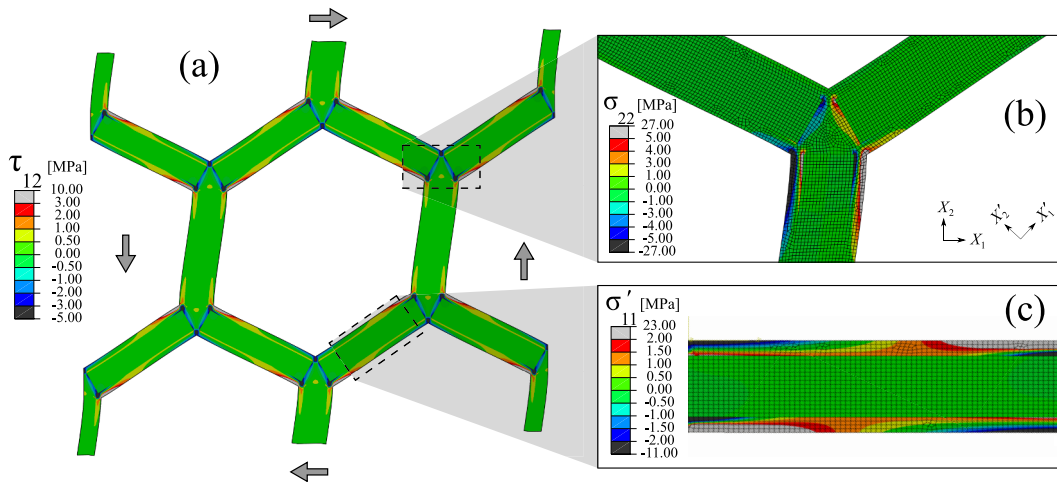 (a)
τ
12
[MPa]
10.00
3.00
2.00
1.00
0.50
0.00
-0.50
-1.00
-2.00
-3.00
-5.00
(b)
σ
22
[MPa]
27.00
5.00
4.00
3.00
1.00
0.00
-1.00
-3.00
-4.00
-5.00
-27.00
X₂
X₁
X′₂
X′₁
(c)
σ′
11
[MPa]
23.00
2.00
1.50
1.00
0.50
0.00
-0.50
-1.00
-1.50
-2.00
-11.00